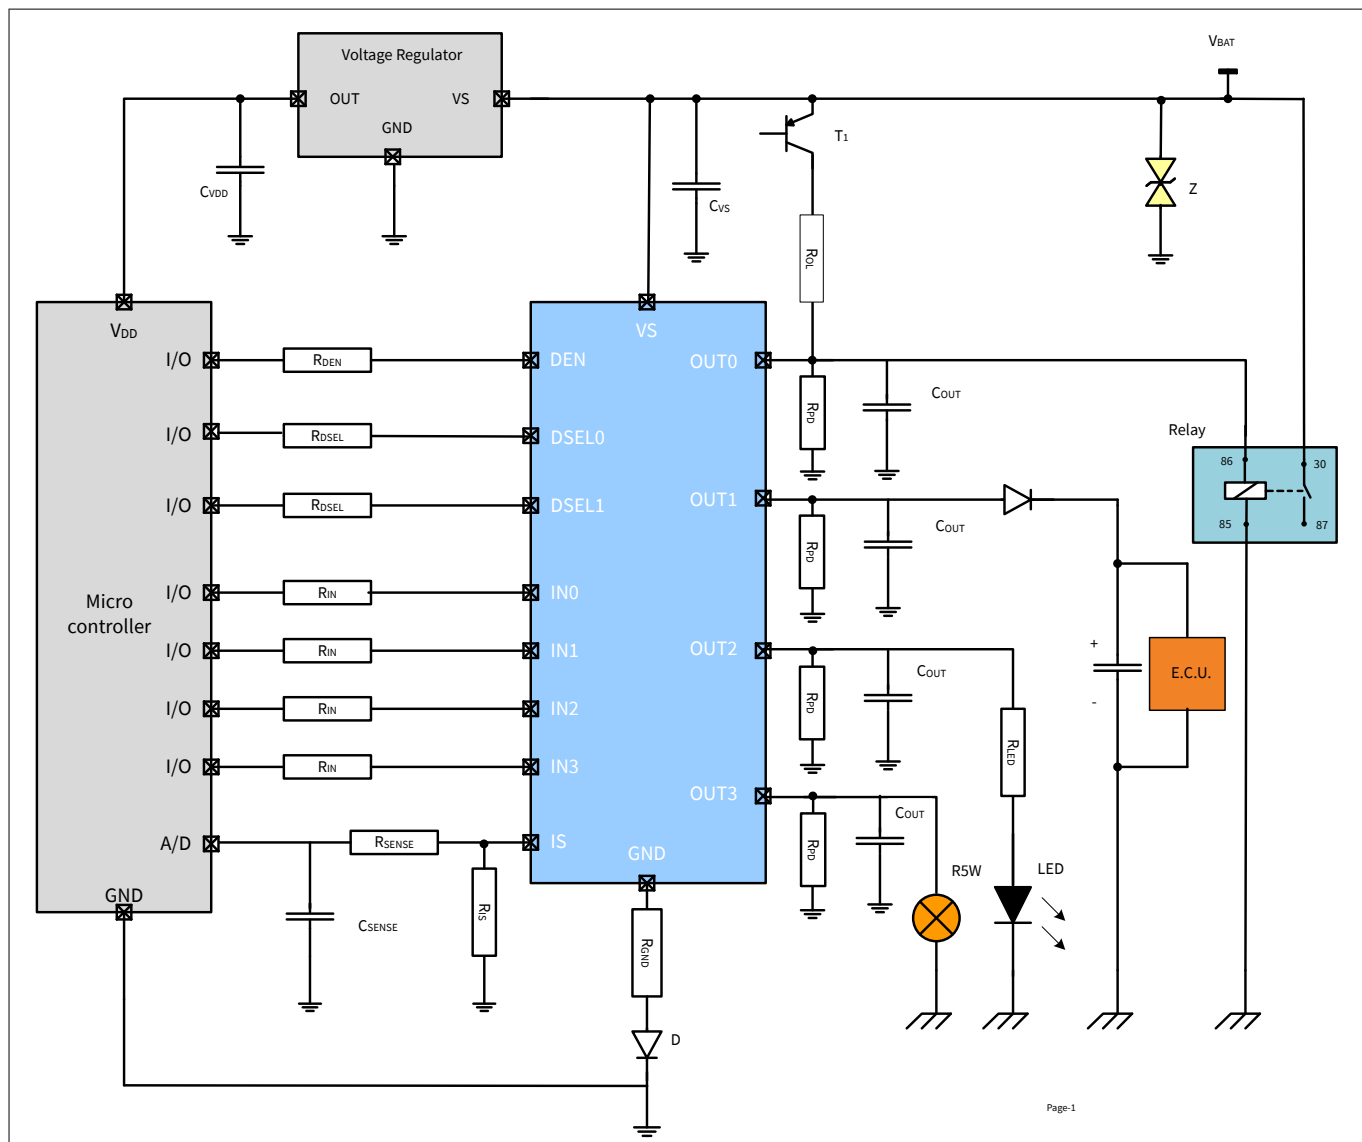 Voltage Regulator
OUT
VS
GND
VBAT
T1
CVDD
CVS
Z
ROL
VDD
VS
I/O
RDEN
DEN
OUT0
RPD
COUT
I/O
RDSEL
DSEL0
Relay
86
30
85
87
I/O
RDSEL
DSEL1
OUT1
RPD
COUT
I/O
RIN
IN0
Micro
controller
I/O
RIN
IN1
OUT2
RPD
COUT
+
-
E.C.U.
I/O
RIN
IN2
RLED
I/O
RIN
IN3
OUT3
RPD
COUT
A/D
RSENSE
IS
GND
R5W
LED
GND
CSENSE
RIS
RGND
D
Page-1